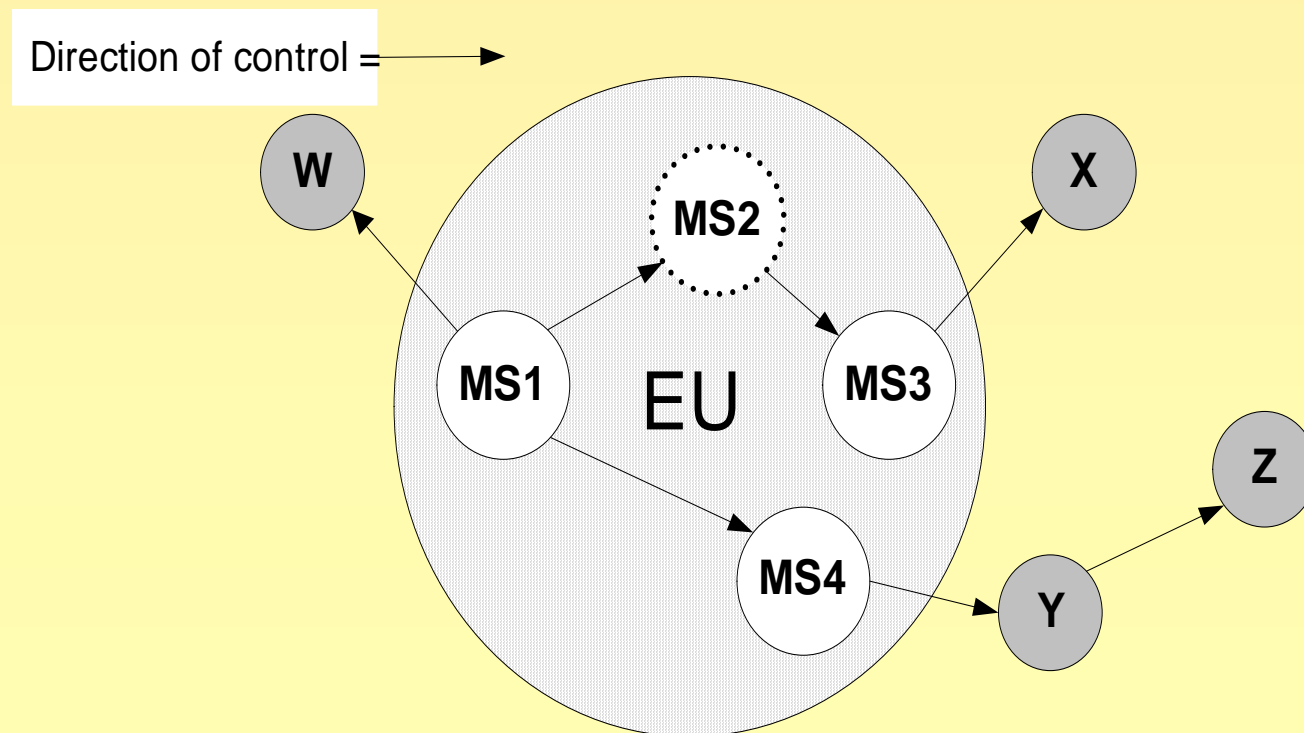 Direction of control =
W
X
MS2
MS1
EU
MS3
Z
MS4
Y